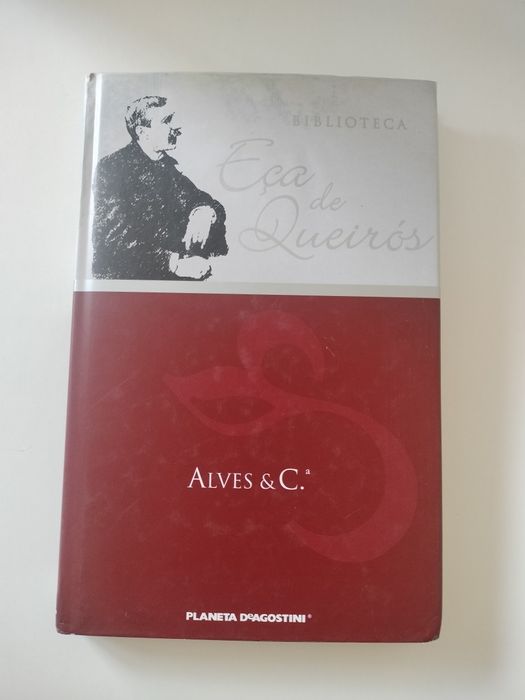 BIBLIOTECA
Eça
de
Queirós
ALVES & C.ª
PLANETA DeAGOSTINI®